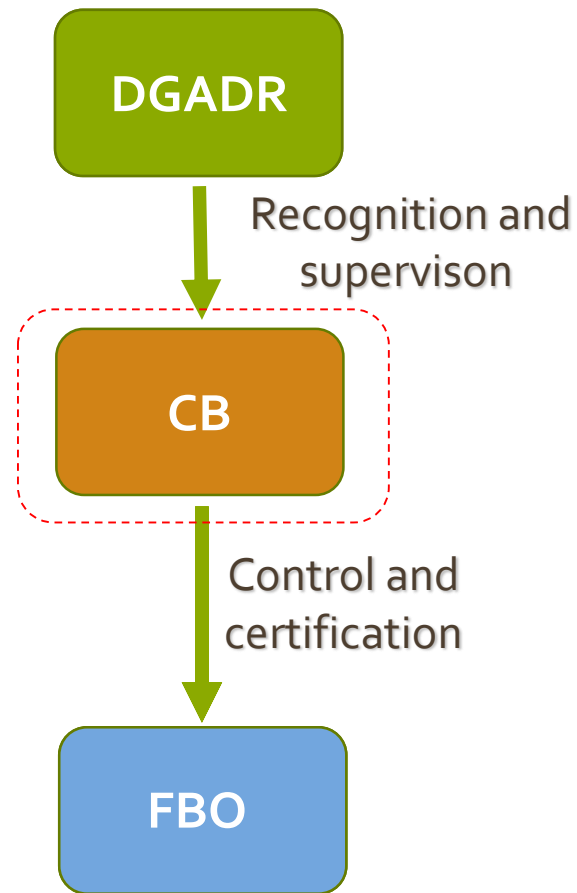 DGADR
Recognition and
supervison
CB
Control and
certification
FBO